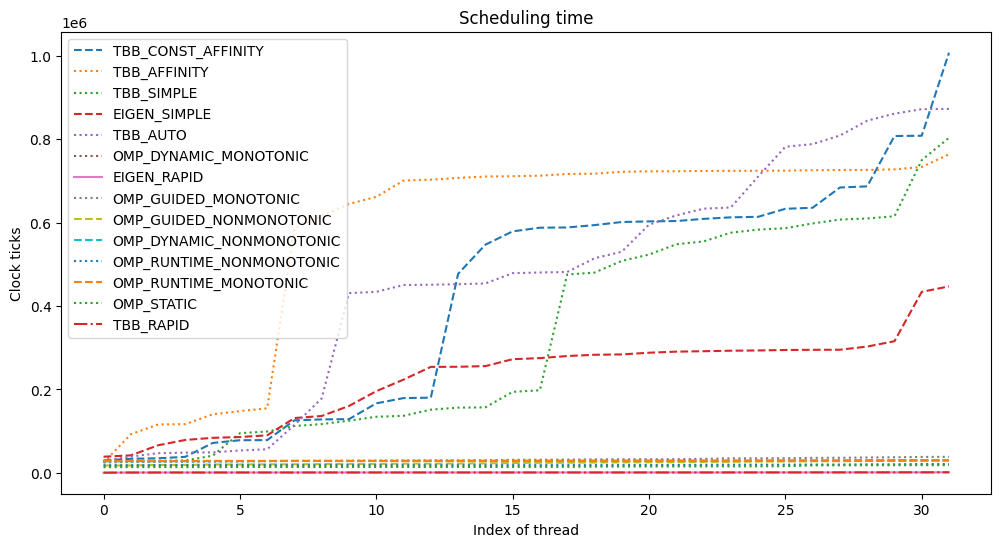 Scheduling time
1e6
TBB_CONST_AFFINITY
TBB_AFFINITY
TBB_SIMPLE
EIGEN_SIMPLE
TBB_AUTO
OMP_DYNAMIC_MONOTONIC
EIGEN_RAPID
OMP_GUIDED_MONOTONIC
OMP_GUIDED_NONMONOTONIC
OMP_DYNAMIC_NONMONOTONIC
OMP_RUNTIME_NONMONOTONIC
OMP_RUNTIME_MONOTONIC
OMP_STATIC
TBB_RAPID
Clock ticks
1.0
0.8
0.6
0.4
0.2
0.0
0 5 10 15 20 25 30
Index of thread